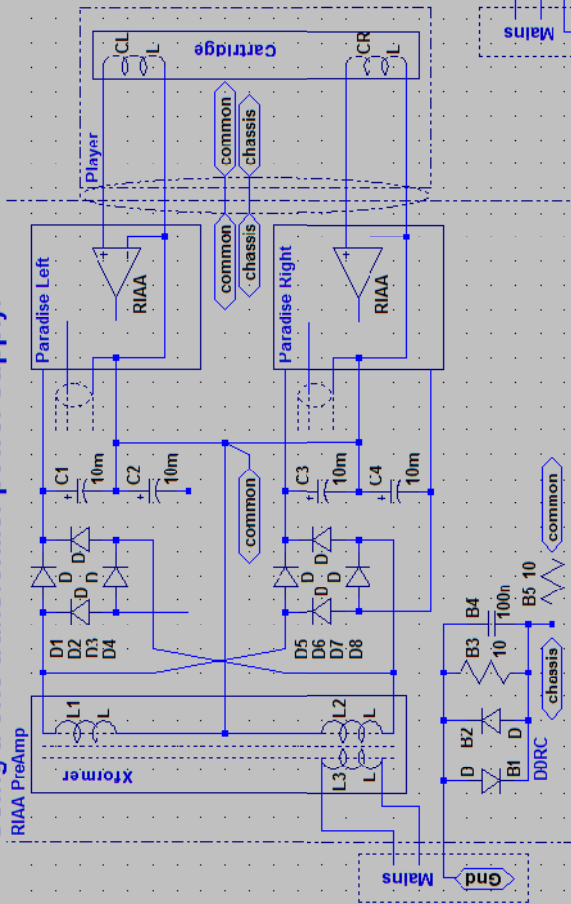 RIAA PreAmp
Xformer
L1
L
L2
L
L3
L
Mains
Gnd
D1
D2
D3
D4
D
D
D
D
C1
10m
C2
10m
Paradise Left
RIAA
Player
Cartridge
CL
L
CR
L
common
chassis
common
chassis
common
D5
D6
D7
D8
D
D
D
D
C3
10m
C4
10m
Paradise Right
RIAA
D
B1
B2
D
DDRC
B3
10
B4
100n
chassis
B5
10
common
Mains